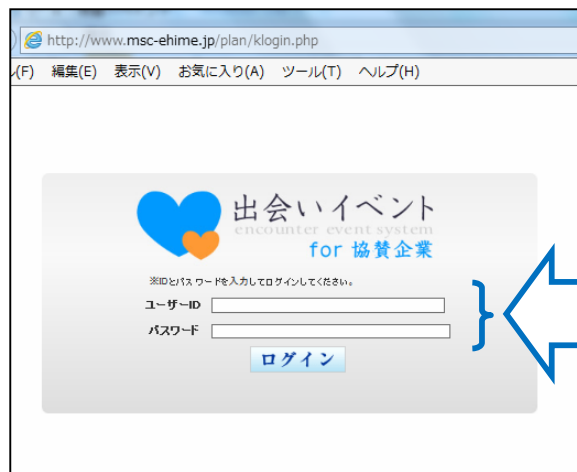 http://www.msc-ehime.jp/plan/klogin.php
(F) 編集(E) 表示(V) お気に入り(A) ツール(T) ヘルプ(H)
出会いイベント
encounter event system
for 協賛企業
※IDとパスワードを入力してログインしてください。
ユーザーID
パスワード
ログイン